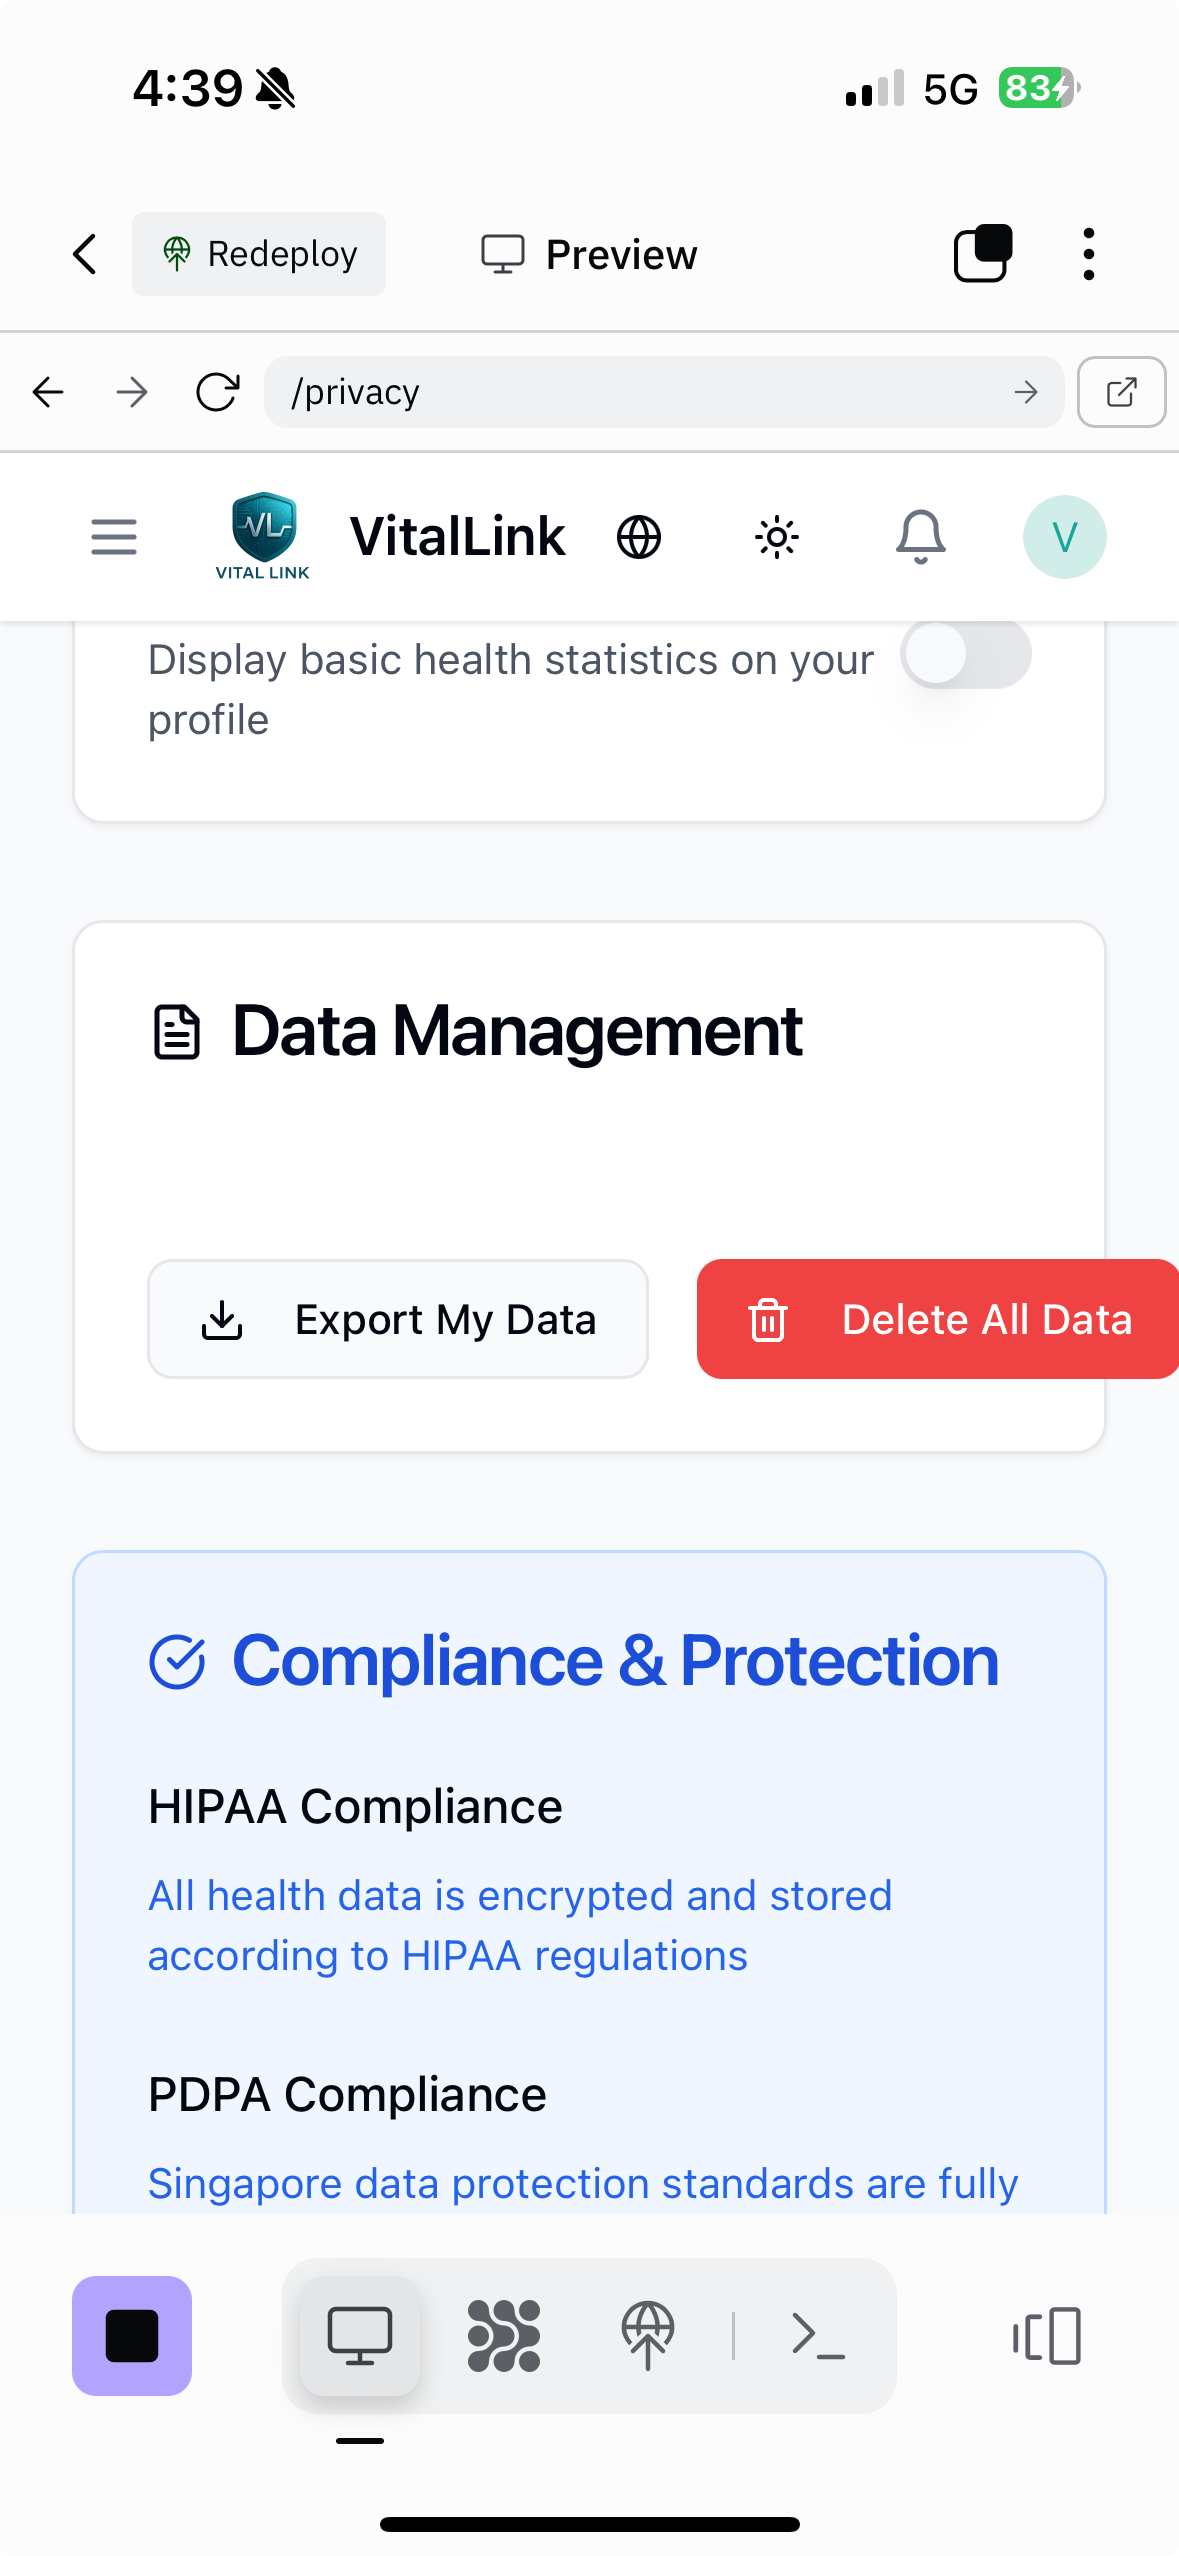 4:39
5G
83
Redeploy
Preview
/privacy
VL
VITAL LINK
VitalLink
V
Display basic health statistics on your
profile
Data Management
Export My Data
Delete All Data
Compliance & Protection
HIPAA Compliance
All health data is encrypted and stored
according to HIPAA regulations
PDPA Compliance
Singapore data protection standards are fully